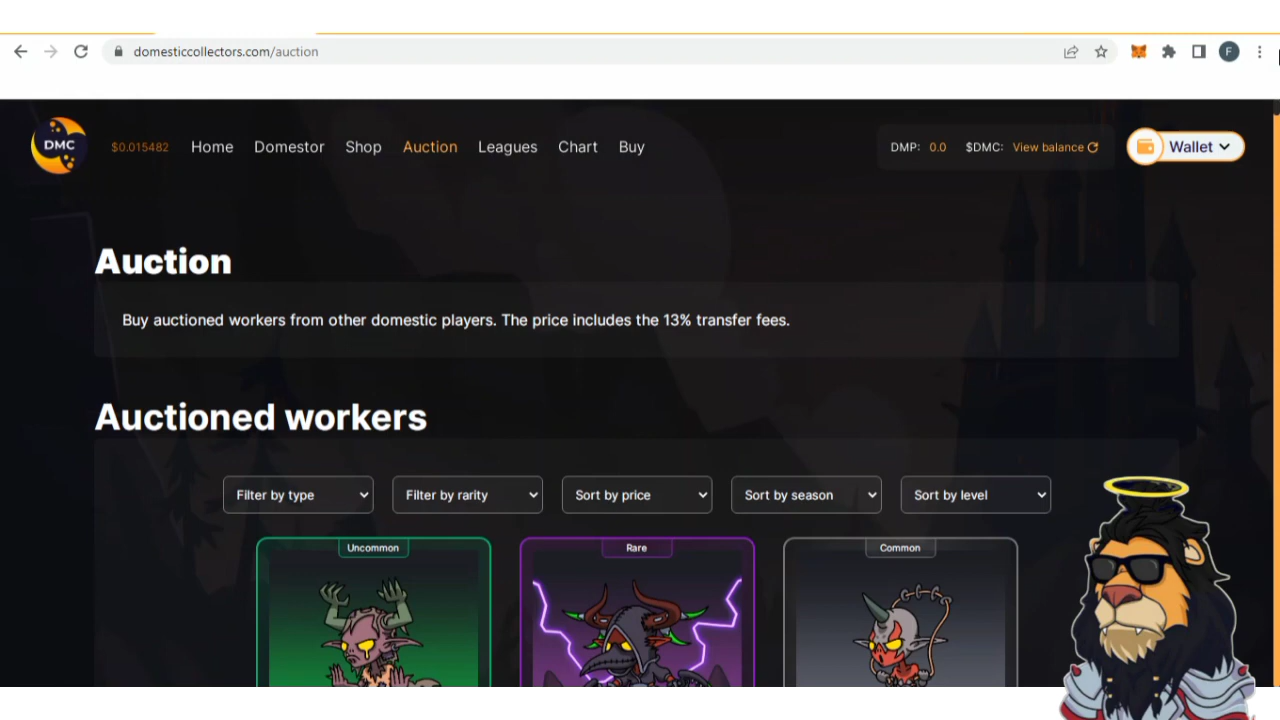 domesticcollectors.com/auction
F
DMC
$0.015482
Home
Domestor
Shop
Auction
Leagues
Chart
Buy
DMP: 0.0
$DMC: View balance
Wallet
Auction
Buy auctioned workers from other domestic players. The price includes the 13% transfer fees.
Auctioned workers
Filter by type
Filter by rarity
Sort by price
Sort by season
Sort by level
Uncommon
Rare
Common